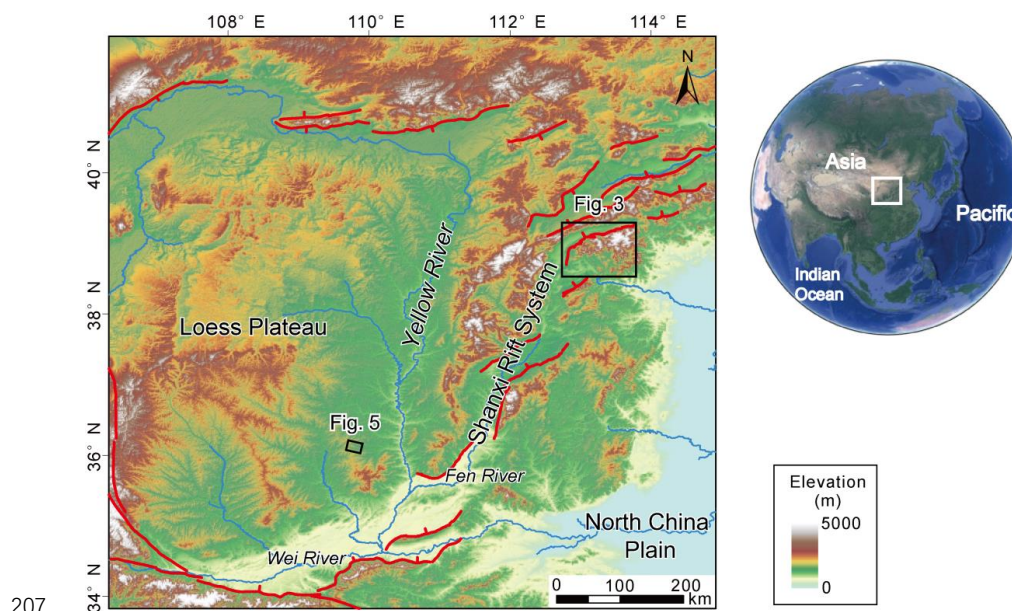 108° E
110° E
112° E
114° E
N
40° N
38° N
36° N
34° N
Fig. 3
Yellow River
Shanxi Rift System
Loess Plateau
Fig. 5
Fen River
Wei River
North China
Plain
0 100 200
km
Asia
Pacific
Indian
Ocean
Elevation
(m)
5000
0
207